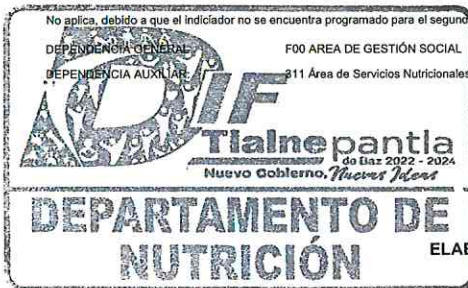 No aplica, debido a que el indiciador no se encuentra programado para el segund
DEPENDENCIA GENERAL: F00 AREA DE GESTIÓN SOCIAL
DEPENDENCIA AUXILIAR: 311 Área de Servicios Nutricionales
DIF
Tlalnepantla
de Baz 2022 - 2024
Nuevo Gobierno, Nuevas Ideas
DEPARTAMENTO DE
NUTRICIÓN
ELAB